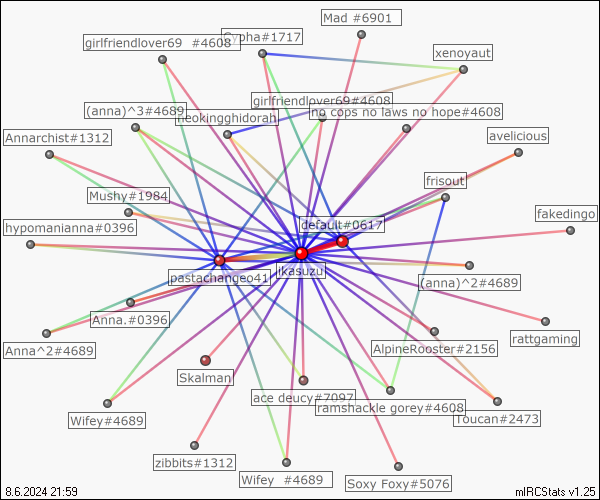 Mad #6901
girlfriendlover69 #4608
Cypha#1717
xenoyaut
girlfriendlover69#4608
(anna)^3#4689
neokingghidorah
no cops no laws no hope#4608
Annarchist#1312
avelicious
frisout
Mushy#1984
hypomanianna#0396
default#0617
fakedingo
ikasuzu
pastachangeo41
(anna)^2#4689
Anna.#0396
rattgaming
Anna^2#4689
AlpineRooster#2156
Skalman
ace deucy#7097
ramshackle gorey#4608
Wifey#4689
Toucan#2473
zibbits#1312
Wifey #4689
Soxy Foxy#5076
8.6.2024 21:59
mIRCStats v1.25